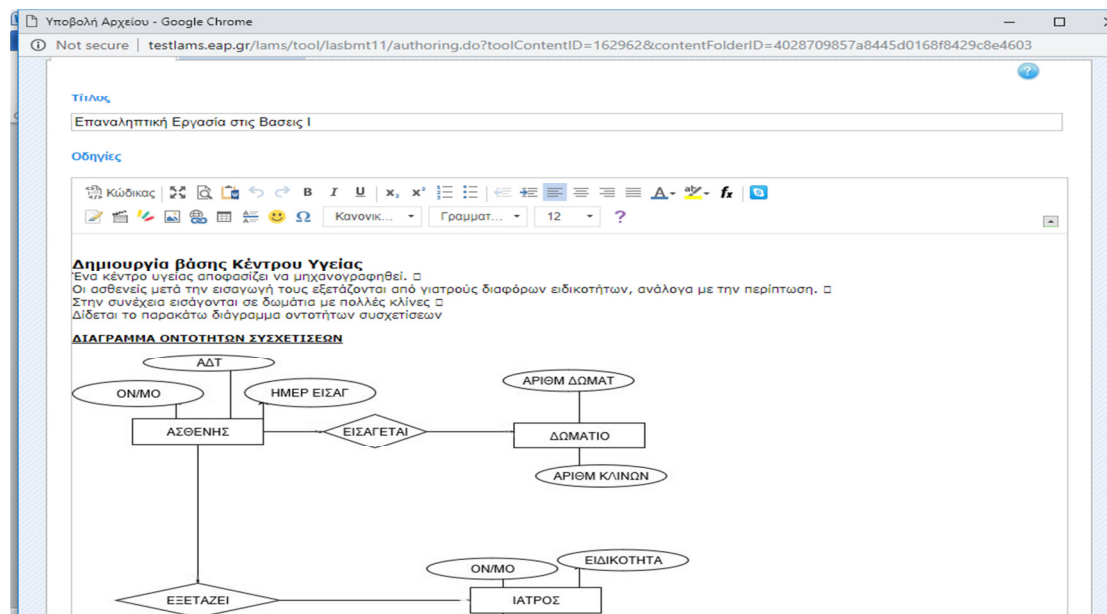 Υποβολή Αρχείου - Google Chrome
Not secure | testlams.eap.gr/lams/tool/lasbmt11/authoring.do?toolContentID=162962&contentFolderID=4028709857a8445d0168f8429c8e4603
Τίτλος
Επαναληπτική Εργασία στις Βασεις Ι
Οδηγίες
Κώδικας
Κανονικ... Γραμματ... 12
Δημιουργία βάσης Κέντρου Υγείας
Ένα κέντρο υγείας αποφασίζει να μηχανογραφηθεί.
Οι ασθενείς μετά την εισαγωγή τους εξετάζονται από γιατρούς διαφόρων ειδικοτήτων, ανάλογα με την περίπτωση.
Στην συνέχεια εισάγονται σε δωμάτια με πολλές κλίνες
Δίδεται το παρακάτω διάγραμμα οντοτήτων συσχετίσεων
ΔΙΑΓΡΑΜΜΑ ΟΝΤΟΤΗΤΩΝ ΣΥΣΧΕΤΙΣΕΩΝ
ΑΔΤ
ΟΝ/ΜΟ
ΗΜΕΡ ΕΙΣΑΓ
ΑΡΙΘΜ ΔΩΜΑΤ
ΑΣΘΕΝΗΣ
ΕΙΣΑΓΕΤΑΙ
ΔΩΜΑΤΙΟ
ΑΡΙΘΜ ΚΛΙΝΩΝ
ΟΝ/ΜΟ
ΕΙΔΙΚΟΤΗΤΑ
ΕΞΕΤΑΖΕΙ
ΙΑΤΡΟΣ